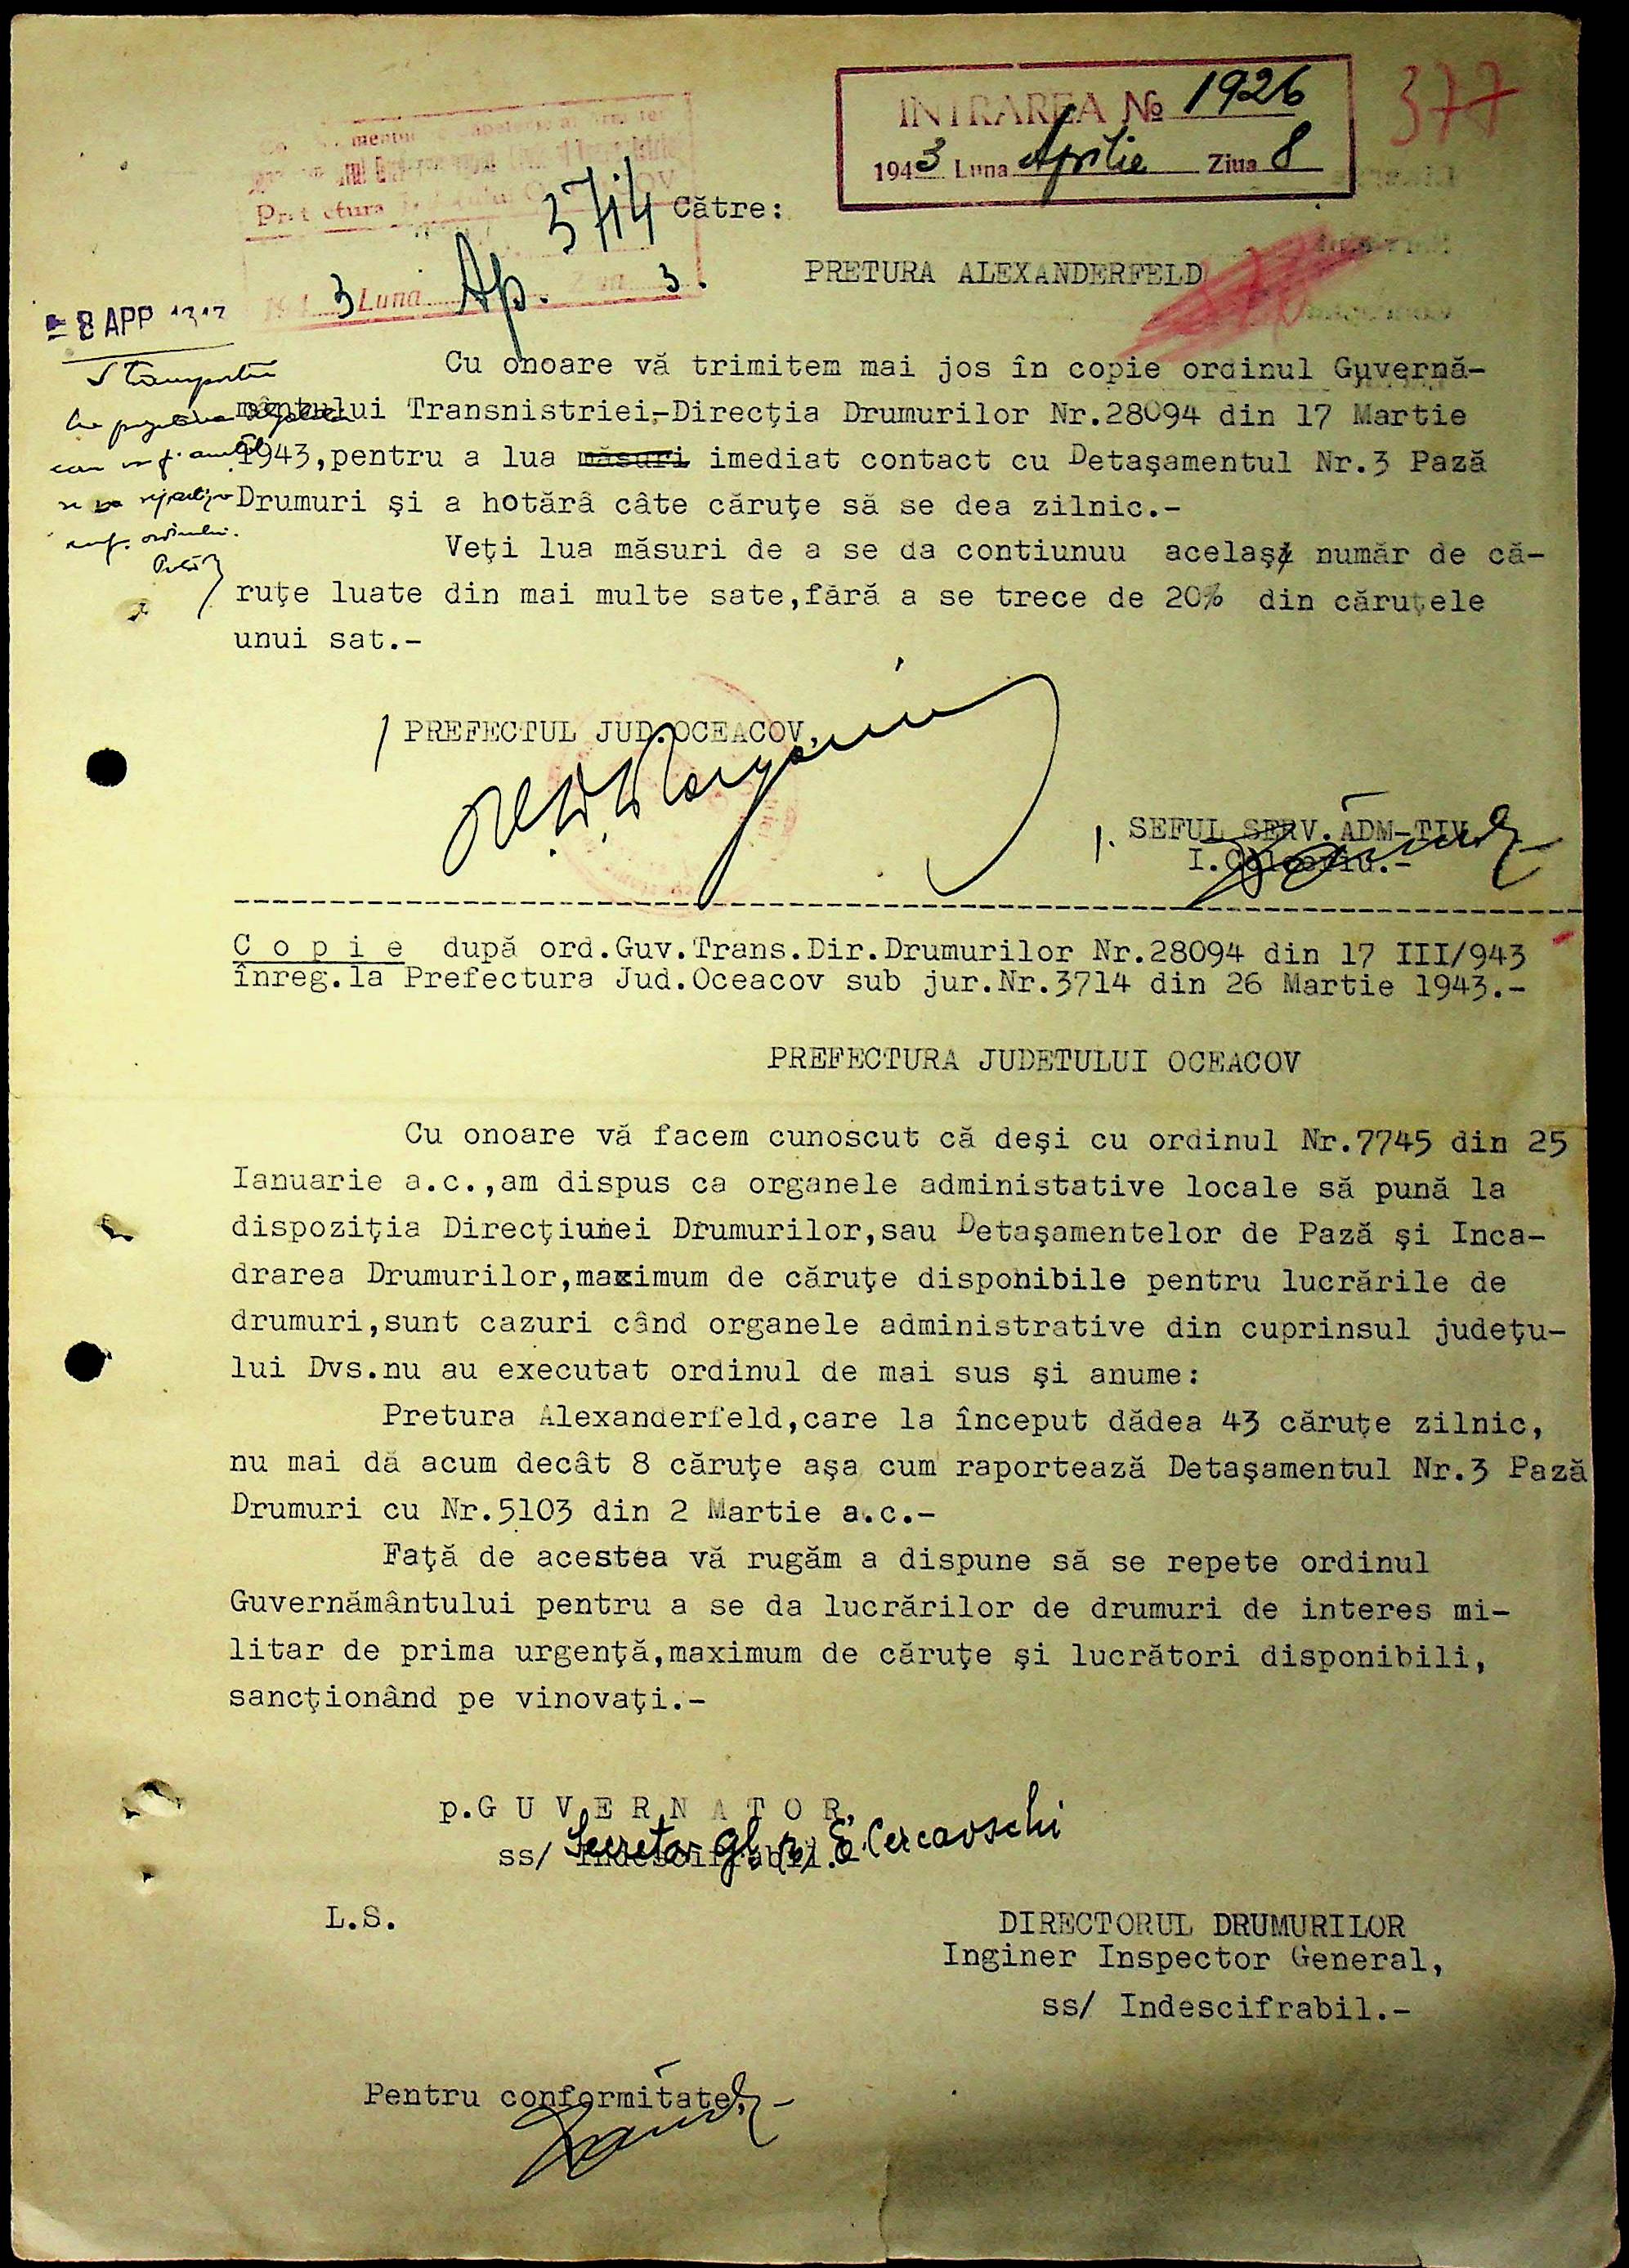 INTRAREA № 1926
1943 Luna Aprilie Ziua 8
377
3714
3 Luna Ap. 3.
Către:
PRETURA ALEXANDERFELD
8 APP
Cu onoare vă trimitem mai jos în copie ordinul Guvernă-
mântului Transnistriei-Direcţia Drumurilor Nr.28094 din 17 Martie
1943,pentru a lua măsuri imediat contact cu Detaşamentul Nr.3 Pază
Drumuri şi a hotără câte căruţe să se dea zilnic.-
ordinului.
Veţi lua măsuri de a se da contiunuu acelaş număr de că-
ruţe luate din mai multe sate,fără a se trece de 20% din căruţele
unui sat.-
/ PREFECTUL JUD.OCEACOV,
SEFUL SERV.ADM-TIV.
C o p i e după ord.Guv.Trans.Dir.Drumurilor Nr.28094 din 17 III/943
înreg.la Prefectura Jud.Oceacov sub jur.Nr.3714 din 26 Martie 1943.-
PREFECTURA JUDETULUI OCEACOV
Cu onoare vă facem cunoscut că deşi cu ordinul Nr.7745 din 25
Ianuarie a.c.,am dispus ca organele administative locale să pună la
dispoziţia Direcţiunei Drumurilor,sau Detaşamentelor de Pază şi Inca-
drarea Drumurilor,maximum de căruţe disponibile pentru lucrările de
drumuri,sunt cazuri când organele administrative din cuprinsul judeţu-
lui Dvs.nu au executat ordinul de mai sus şi anume:
Pretura Alexanderfeld,care la început dădea 43 căruţe zilnic,
nu mai dă acum decât 8 căruţe aşa cum raportează Detaşamentul Nr.3 Pază
Drumuri cu Nr.5103 din 2 Martie a.c.-
Faţă de acestea vă rugăm a dispune să se repete ordinul
Guvernământului pentru a se da lucrărilor de drumuri de interes mi-
litar de prima urgenţă,maximum de căruţe şi lucrători disponibili,
sancţionând pe vinovaţi.-
p.G U V E R N A T O R,
ss/ Indescifrabil.- Secretar Gl. E. Cercavschi
L.S.
DIRECTORUL DRUMURILOR
Inginer Inspector General,
ss/ Indescifrabil.-
Pentru conformitate,